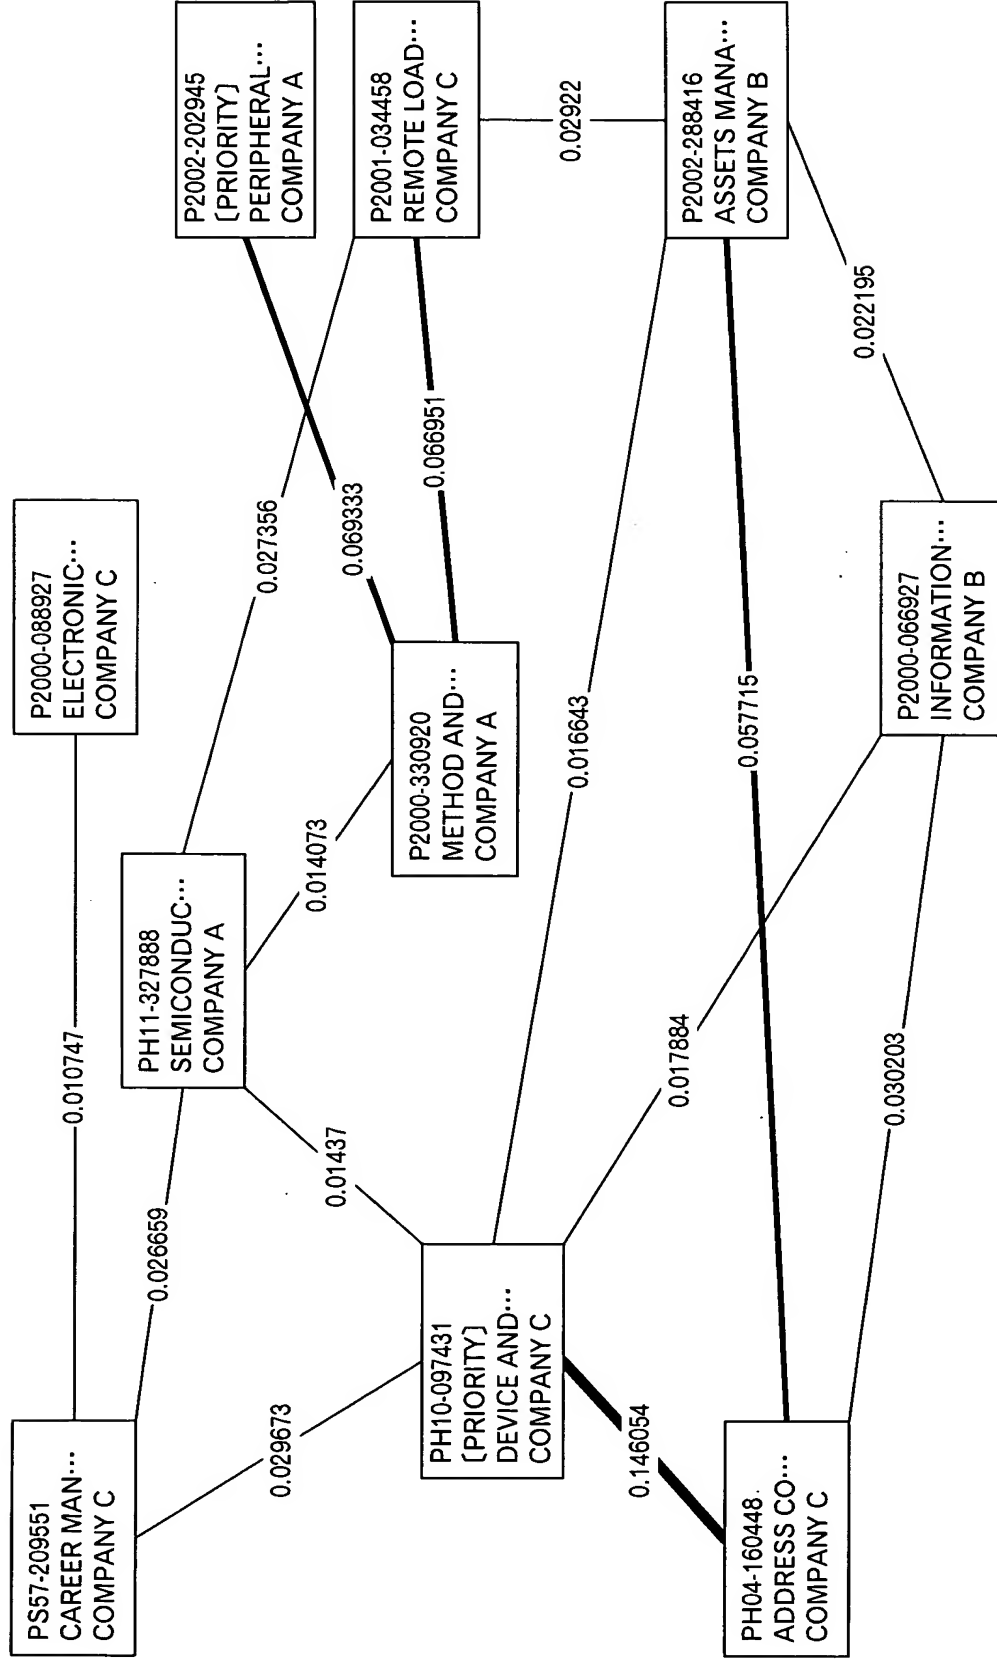 PS57-209551
CAREER MAN…
COMPANY C
0.010747
P2000-088927
ELECTRONIC…
COMPANY C
0.026659
PH11-327888
SEMICONDUC…
COMPANY A
0.027356
P2002-202945
[PRIORITY]
PERIPHERAL…
COMPANY A
0.029673
0.01437
0.014073
0.069333
P2001-034458
REMOTE LOAD…
COMPANY C
PH10-097431
[PRIORITY]
DEVICE AND…
COMPANY C
P2000-330920
METHOD AND…
COMPANY A
0.066951
0.02922
0.016643
0.146054
0.017884
0.057715
P2002-288416
ASSETS MANA…
COMPANY B
PH04-160448
ADDRESS CO…
COMPANY C
0.030203
P2000-066927
INFORMATION…
COMPANY B
0.022195